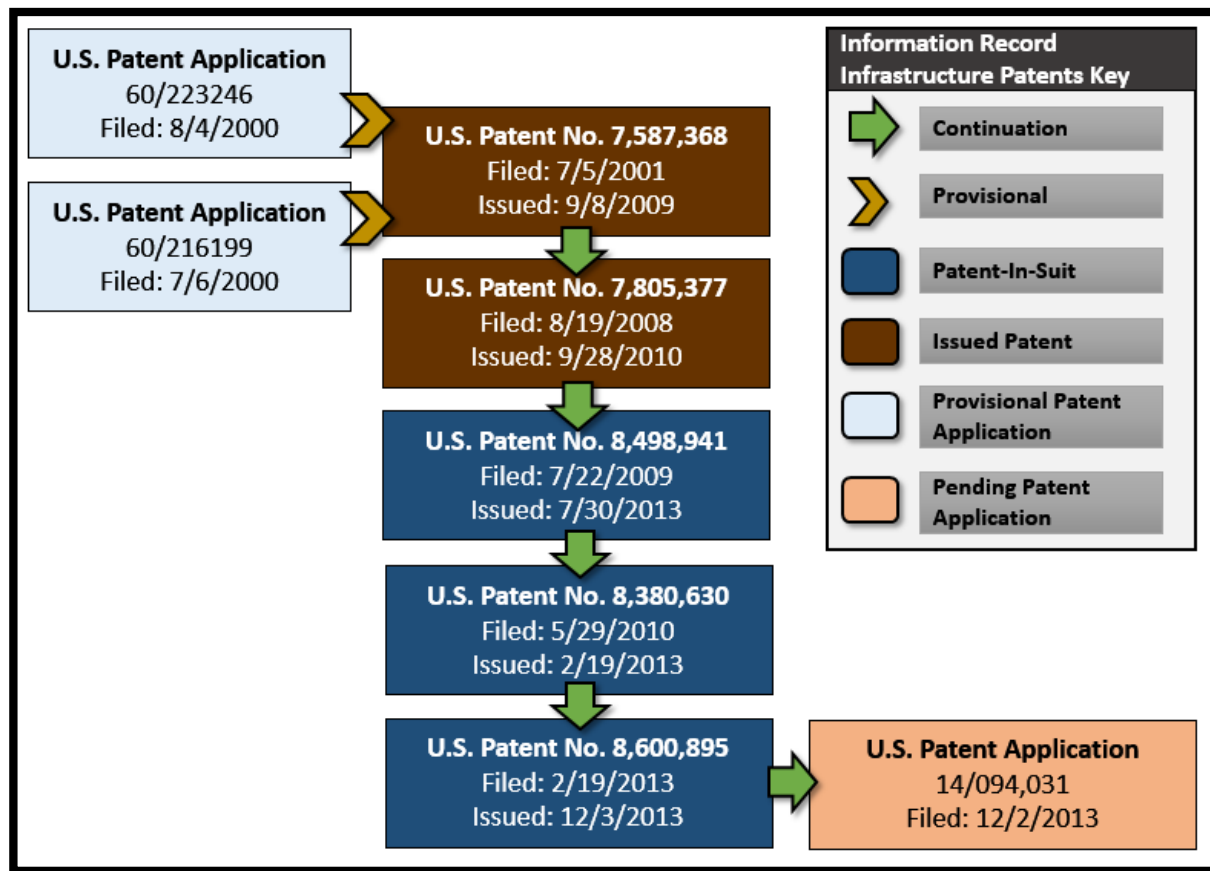 U.S. Patent Application
60/223246
Filed: 8/4/2000
U.S. Patent Application
60/216199
Filed: 7/6/2000
U.S. Patent No. 7,587,368
Filed: 7/5/2001
Issued: 9/8/2009
U.S. Patent No. 7,805,377
Filed: 8/19/2008
Issued: 9/28/2010
U.S. Patent No. 8,498,941
Filed: 7/22/2009
Issued: 7/30/2013
U.S. Patent No. 8,380,630
Filed: 5/29/2010
Issued: 2/19/2013
U.S. Patent No. 8,600,895
Filed: 2/19/2013
Issued: 12/3/2013
U.S. Patent Application
14/094,031
Filed: 12/2/2013
Information Record
Infrastructure Patents Key
Continuation
Provisional
Patent-In-Suit
Issued Patent
Provisional Patent
Application
Pending Patent
Application